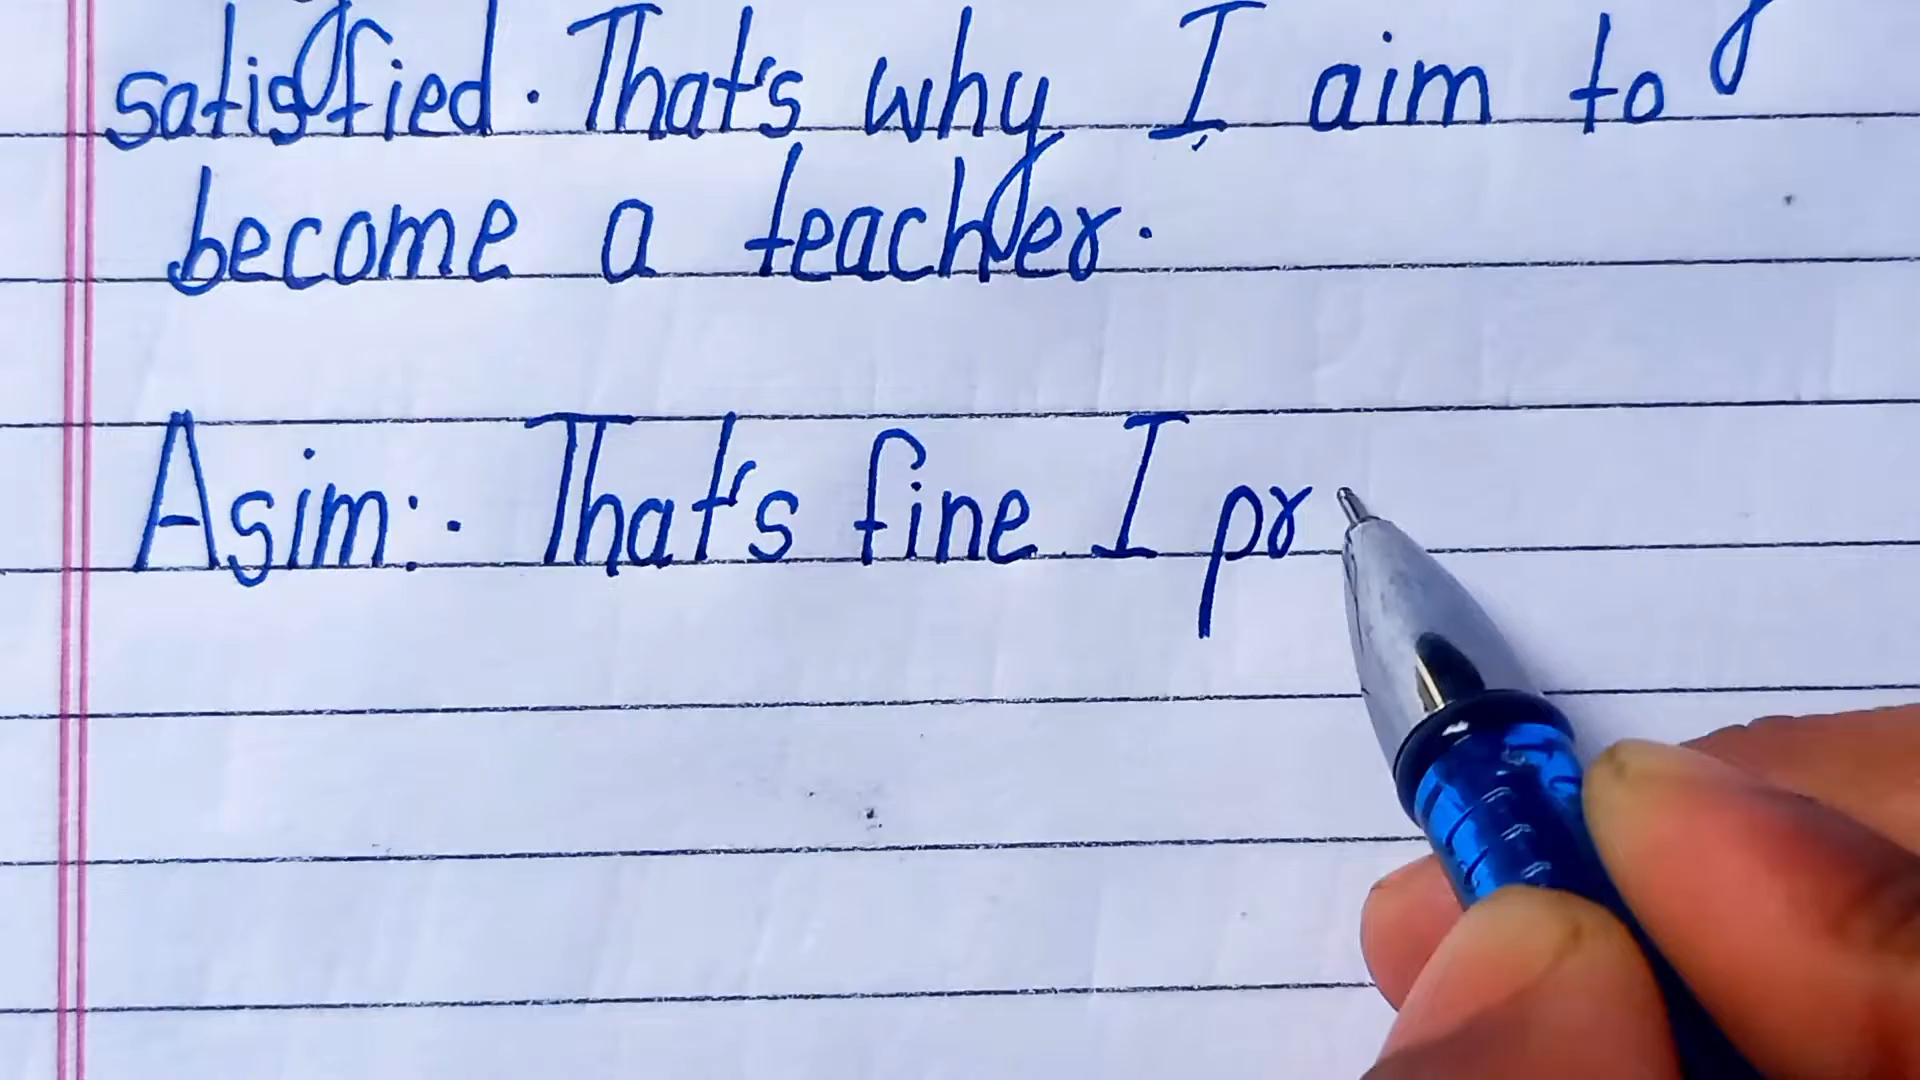 satisfied. That's why I aim to
become a teacher.
Asim:. That's fine I pr